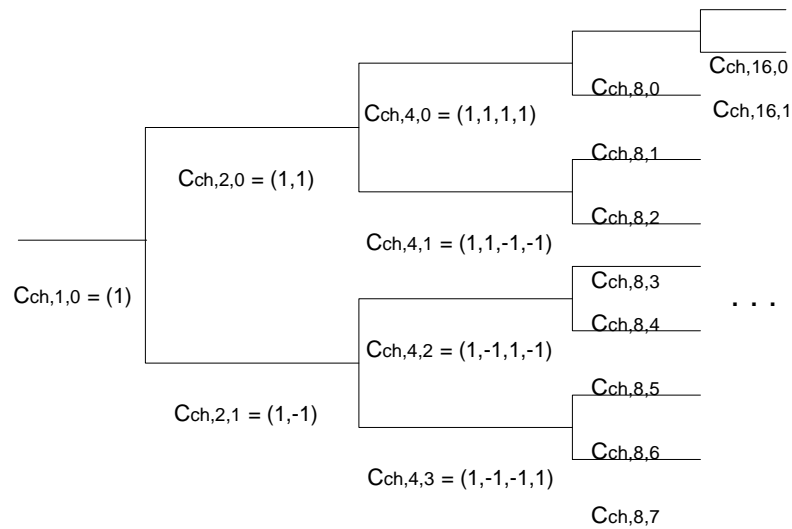 Cch,16,0
Cch,8,0
Cch,16,1
Cch,4,0 = (1,1,1,1)
Cch,8,1
Cch,2,0 = (1,1)
Cch,8,2
Cch,4,1 = (1,1,-1,-1)
Cch,8,3
Cch,1,0 = (1)
. . .
Cch,8,4
Cch,4,2 = (1,-1,1,-1)
Cch,8,5
Cch,2,1 = (1,-1)
Cch,8,6
Cch,4,3 = (1,-1,-1,1)
Cch,8,7